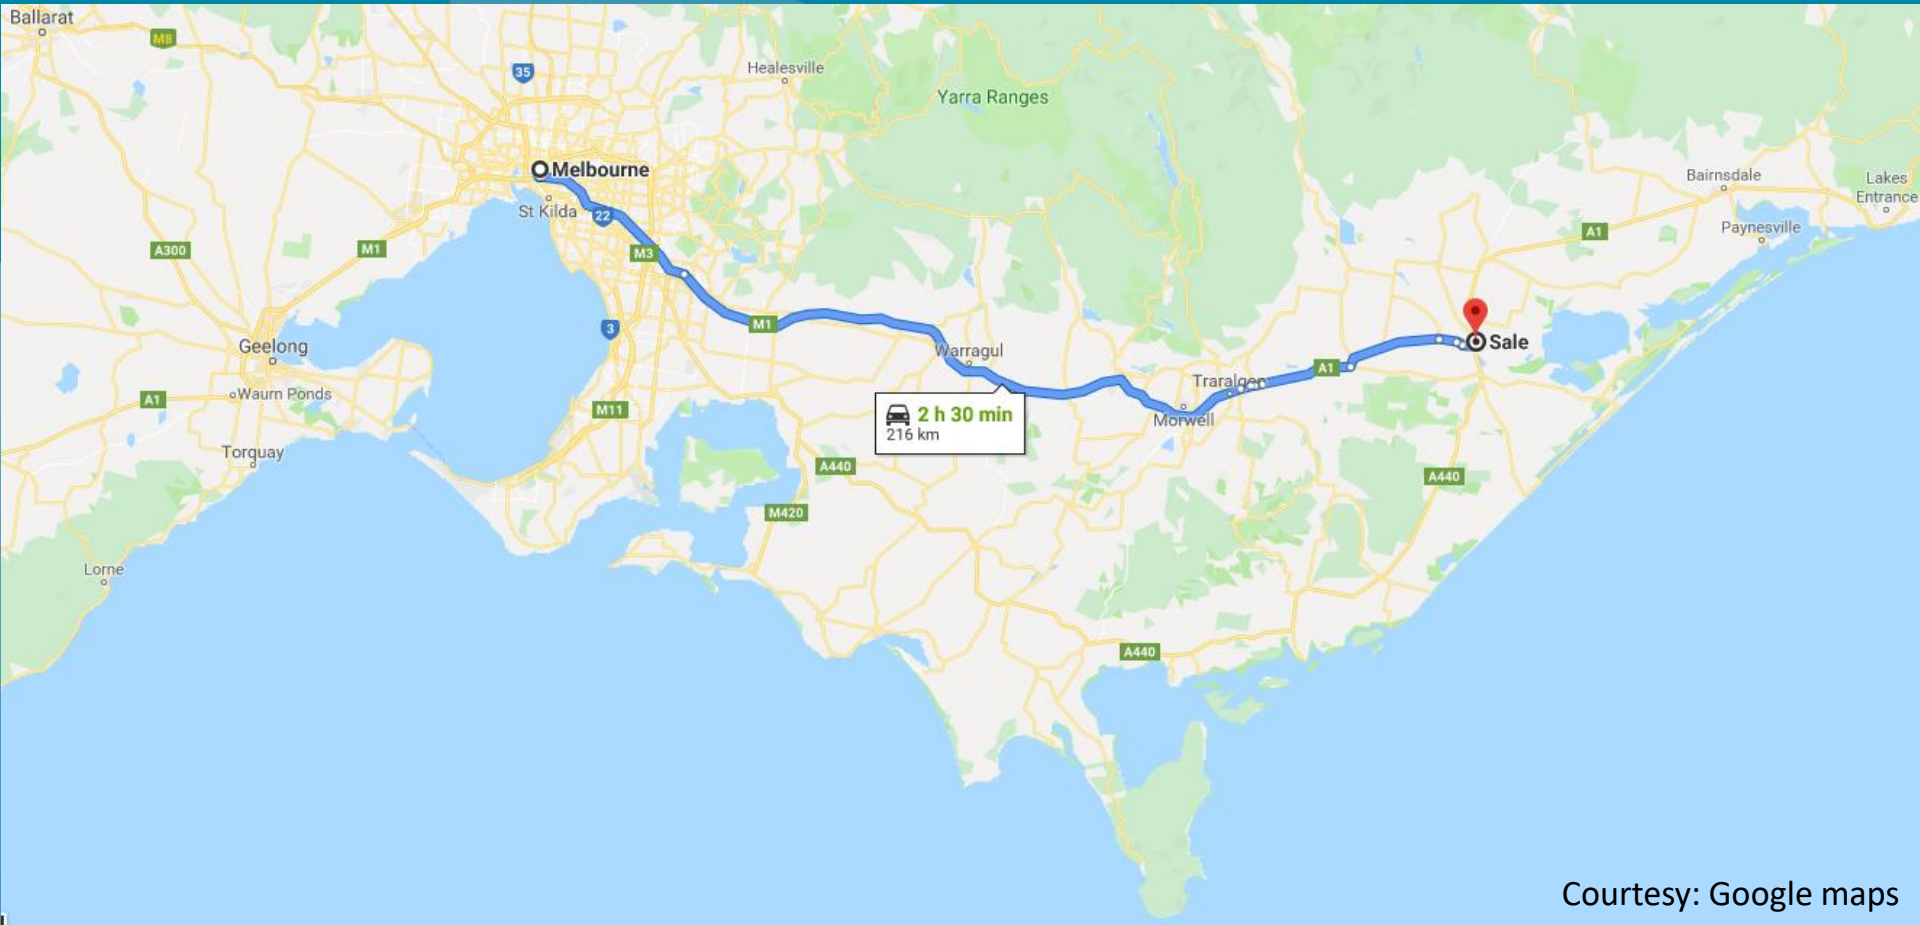 Ballarat
M8
35
Healesville
Yarra Ranges
Melbourne
St Kilda
22
M3
A300
M1
Bairnsdale
Lakes
Entrance
Paynesville
A1
M1
3
Geelong
Warragul
Sale
A1
Traralgon
Waurn Ponds
A1
M11
2 h 30 min
216 km
Morwell
Torquay
A440
A440
M420
Lorne
A440
Courtesy: Google maps